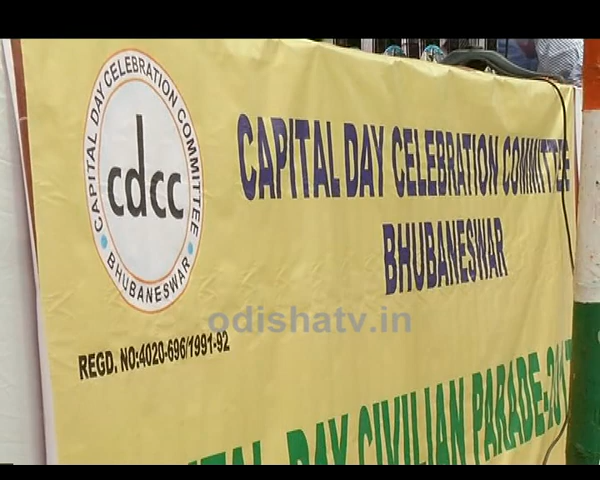 CAPITAL DAY CELEBRATION COMMITTEE
cdcc
BHUBANESWAR
CAPITAL DAY CELEBRATION COMMITTEE
BHUBANESWAR
odishatv.in
REGD. NO:4020-696/1991-92
DAY CIVILIAN PARADE-2017